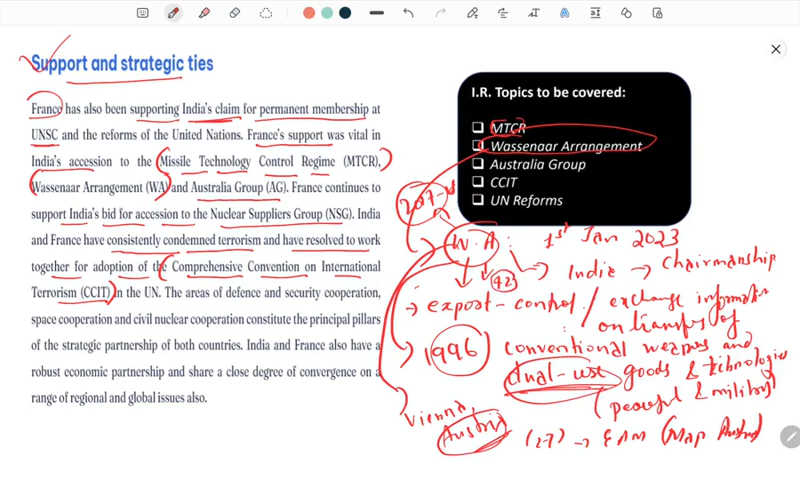 Support and strategic ties
France has also been supporting India's claim for permanent membership at
UNSC and the reforms of the United Nations. France's support was vital in
India's accession to the Missile Technology Control Regime (MTCR),
Wassenaar Arrangement (WA) and Australia Group (AG). France continues to
support India's bid for accession to the Nuclear Suppliers Group (NSG). India
and France have consistently condemned terrorism and have resolved to work
together for adoption of the Comprehensive Convention on International
Terrorism (CCIT) in the UN. The areas of defence and security cooperation,
space cooperation and civil nuclear cooperation constitute the principal pillars
of the strategic partnership of both countries. India and France also have a
robust economic partnership and share a close degree of convergence on a
range of regional and global issues also.
I.R. Topics to be covered:
MTCR
Wassenaar Arrangement
Australia Group
CCIT
UN Reforms
W.A : 1st Jan 2023
42
India → Chairmanship
→ export-control / exchange information
on transfers of
1996 conventional weapons and
dual-use goods & technologies
(peaceful & military)
Vienna,
Austria
(27) → EAM (Map Austria)